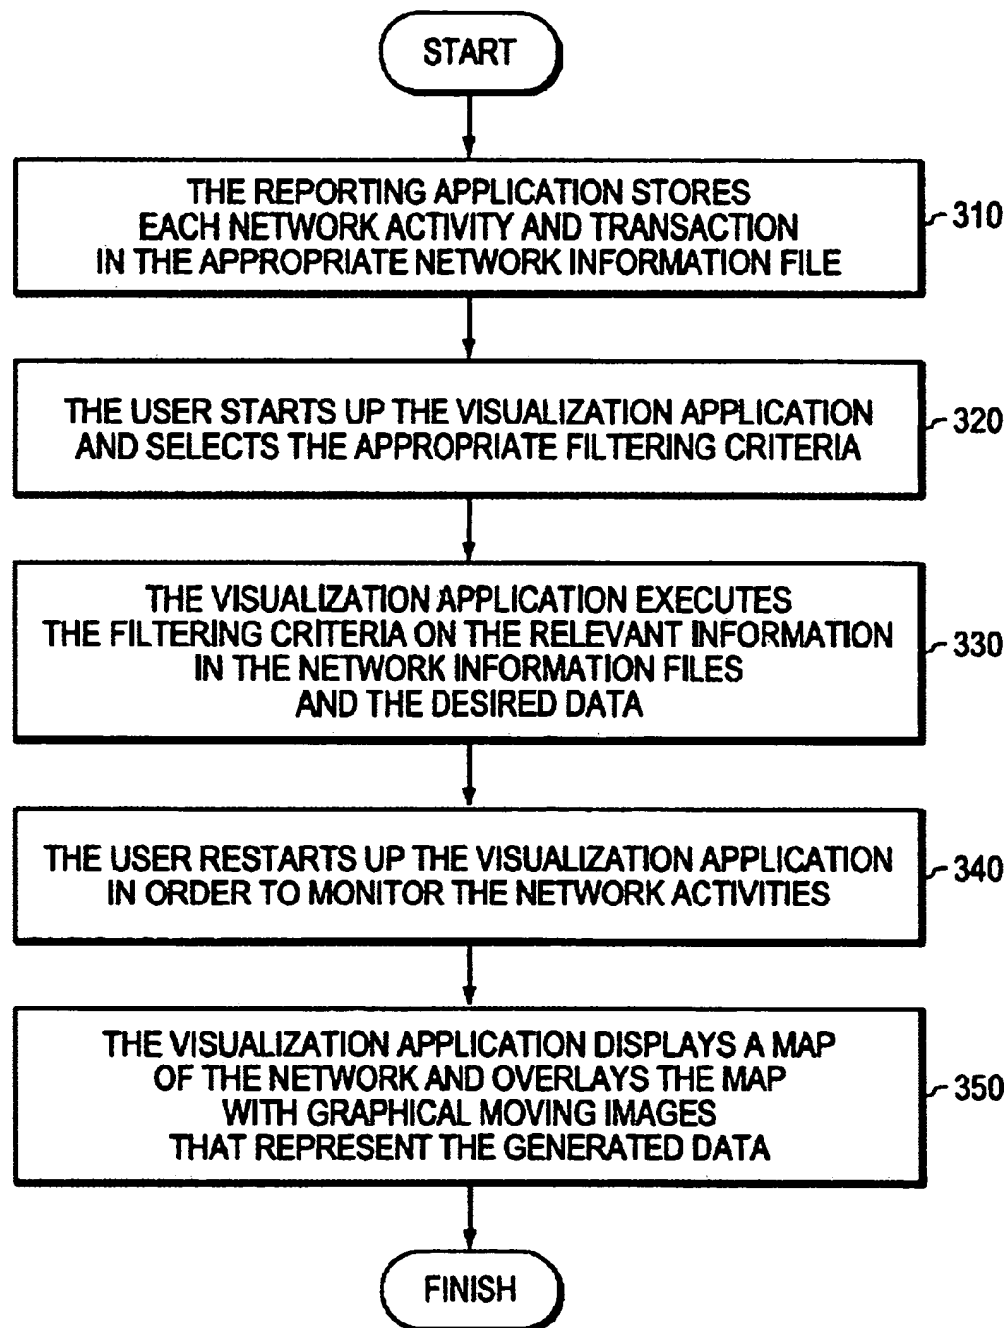 START
THE REPORTING APPLICATION STORES
EACH NETWORK ACTIVITY AND TRANSACTION
IN THE APPROPRIATE NETWORK INFORMATION FILE
310
THE USER STARTS UP THE VISUALIZATION APPLICATION
AND SELECTS THE APPROPRIATE FILTERING CRITERIA
320
THE VISUALIZATION APPLICATION EXECUTES
THE FILTERING CRITERIA ON THE RELEVANT INFORMATION
IN THE NETWORK INFORMATION FILES
AND THE DESIRED DATA
330
THE USER RESTARTS UP THE VISUALIZATION APPLICATION
IN ORDER TO MONITOR THE NETWORK ACTIVITIES
340
THE VISUALIZATION APPLICATION DISPLAYS A MAP
OF THE NETWORK AND OVERLAYS THE MAP
WITH GRAPHICAL MOVING IMAGES
THAT REPRESENT THE GENERATED DATA
350
FINISH